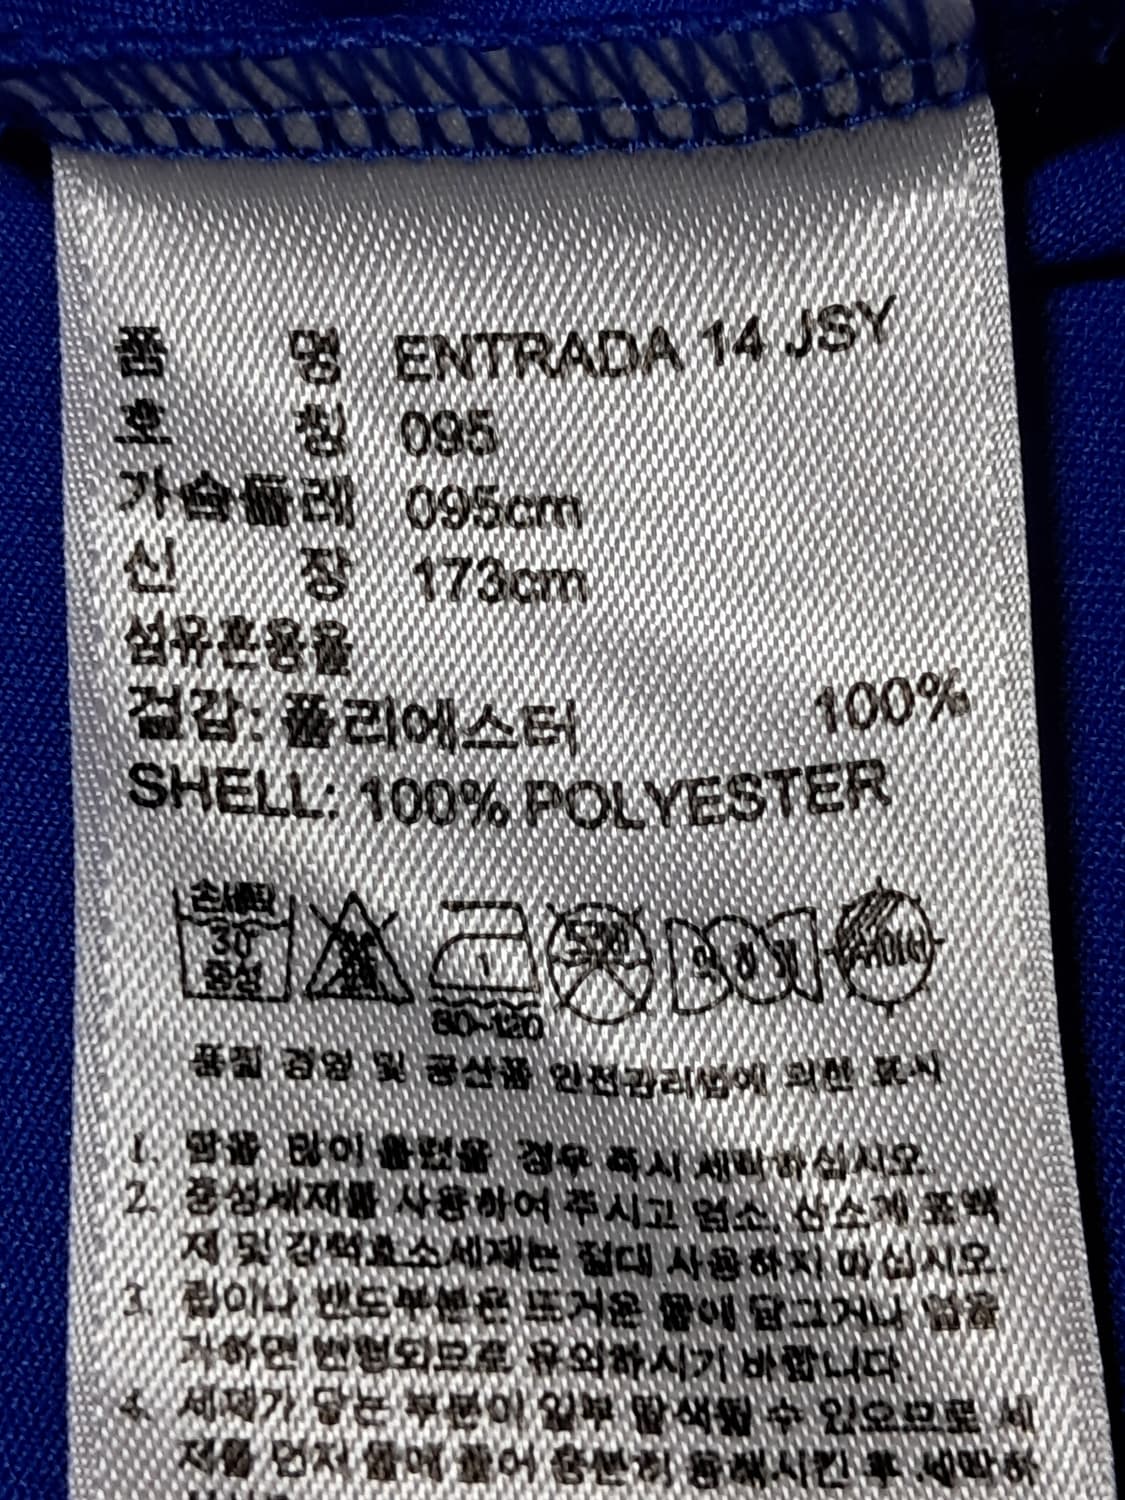 품 명 ENTRADA 14 JSY
호 칭 095
가슴둘레 095cm
신 장 173cm
섬유혼용율
겉감: 폴리에스터 100%
SHELL: 100% POLYESTER
손세탁
30
중성
80~120
품질 경영 및 공산품 안전관리법에 의한 표시
1. 땀을 많이 흘렸을 경우 즉시 세탁하십시오.
2. 중성세제를 사용하여 주시고 염소, 산소계 표백
제 및 강력효소세제는 절대 사용하지 마십시오.
3. 림이나 밴드부분은 뜨거운 물에 담그거나 열을
가하면 변형되므로 유의하시기 바랍니다.
4. 세제가 닿는 부분이 일부 탈색될 수 있으므로 세
제를 먼저 물에 풀어 충분히 용해시킨 후 세탁하